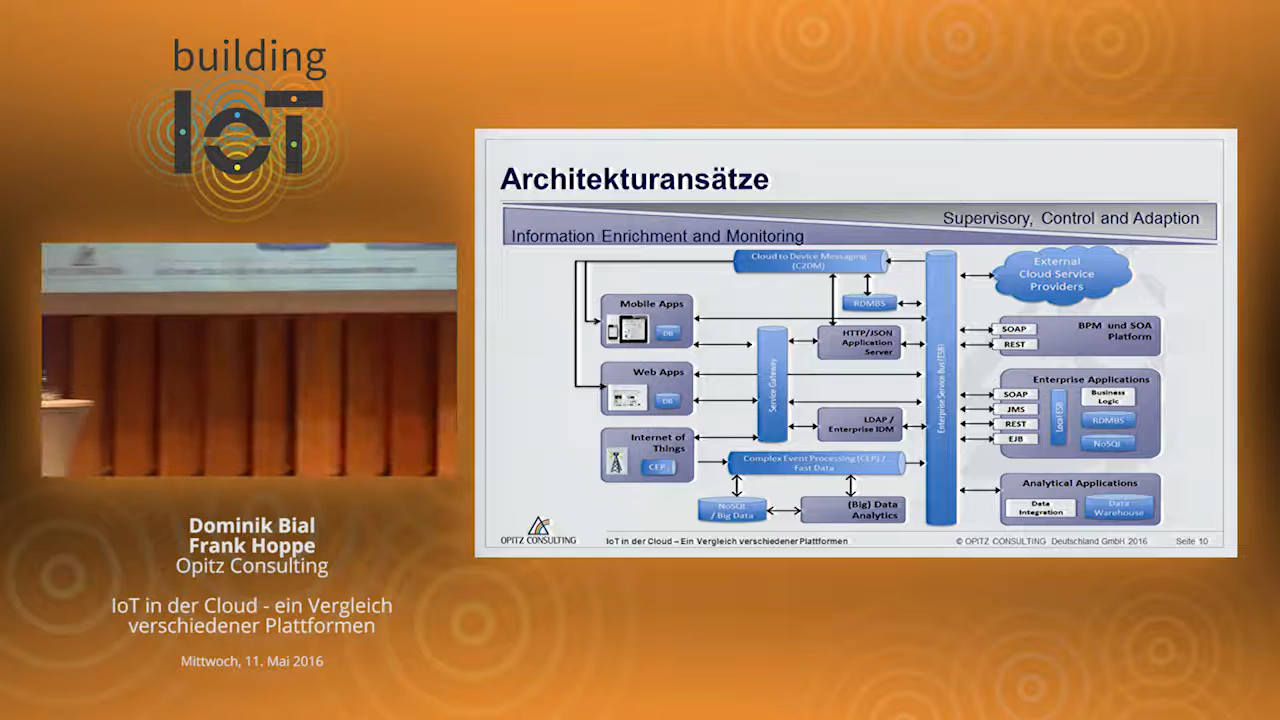 building
IoT
Dominik Bial
Frank Hoppe
Opitz Consulting
IoT in der Cloud - ein Vergleich
verschiedener Plattformen
Mittwoch, 11. Mai 2016
Architekturansätze
Supervisory, Control and Adaption
Information Enrichment and Monitoring
Cloud to Device Messaging
(C2DM)
RDMBS
External
Cloud Service
Providers
Mobile Apps
DB
HTTP/JSON
Application
Server
SOAP
REST
BPM und SOA
Platform
Service Gateway
Enterprise Service Bus (ESB)
Web Apps
DB
Enterprise Applications
SOAP
JMS
REST
EJB
Local ESB
Business
Logic
RDMBS
NoSQL
LDAP /
Enterprise IDM
Internet of
Things
CEP
Complex Event Processing (CEP) /
Fast Data
NoSQL
/ Big Data
(Big) Data
Analytics
Analytical Applications
Data
Integration
Data
Warehouse
OPITZ CONSULTING
IoT in der Cloud – Ein Vergleich verschiedener Plattformen
© OPITZ CONSULTING Deutschland GmbH 2016
Seite 10